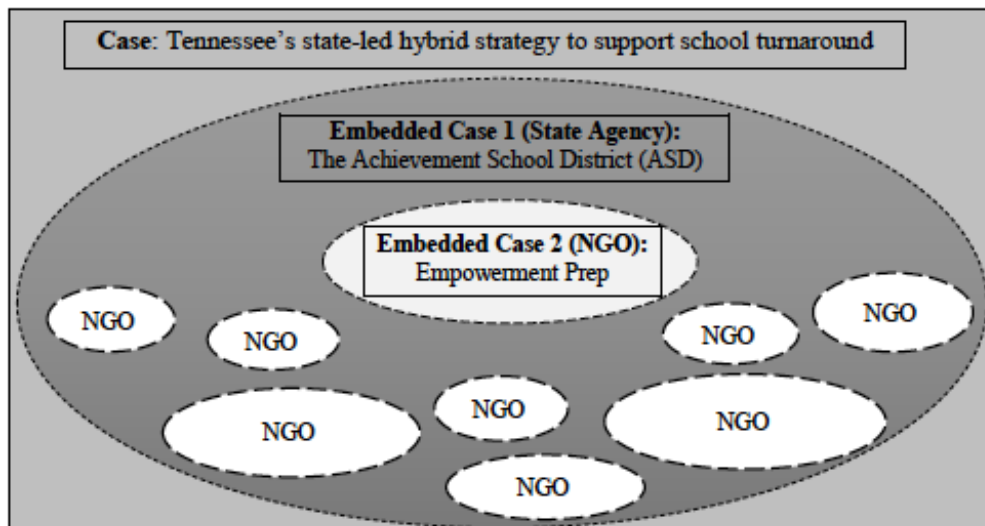 Case: Tennessee's state-led hybrid strategy to support school turnaround
Embedded Case 1 (State Agency):
The Achievement School District (ASD)
Embedded Case 2 (NGO):
Empowerment Prep
NGO
NGO
NGO
NGO
NGO
NGO
NGO
NGO